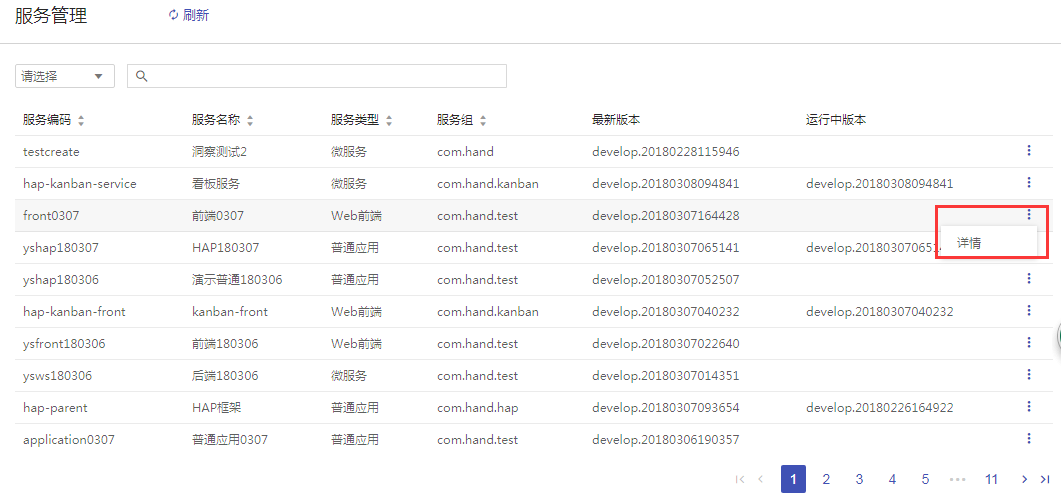 服务管理 刷新
请选择
服务编码 服务名称 服务类型 服务组 最新版本 运行中版本
testcreate 洞察测试2 微服务 com.hand develop.20180228115946
hap-kanban-service 看板服务 微服务 com.hand.kanban develop.20180308094841 develop.20180308094841
front0307 前端0307 Web前端 com.hand.test develop.20180307164428
yshap180307 HAP180307 普通应用 com.hand.test develop.20180307065141 develop.2018030706514
详情
yshap180306 演示普通180306 普通应用 com.hand.test develop.20180307052507
hap-kanban-front kanban-front Web前端 com.hand.kanban develop.20180307040232 develop.20180307040232
ysfront180306 前端180306 Web前端 com.hand.test develop.20180307022640
ysws180306 后端180306 微服务 com.hand.test develop.20180307014351
hap-parent HAP框架 普通应用 com.hand.hap develop.20180307093654 develop.20180226164922
application0307 普通应用0307 普通应用 com.hand.test develop.20180306190357
1 2 3 4 5 ••• 11